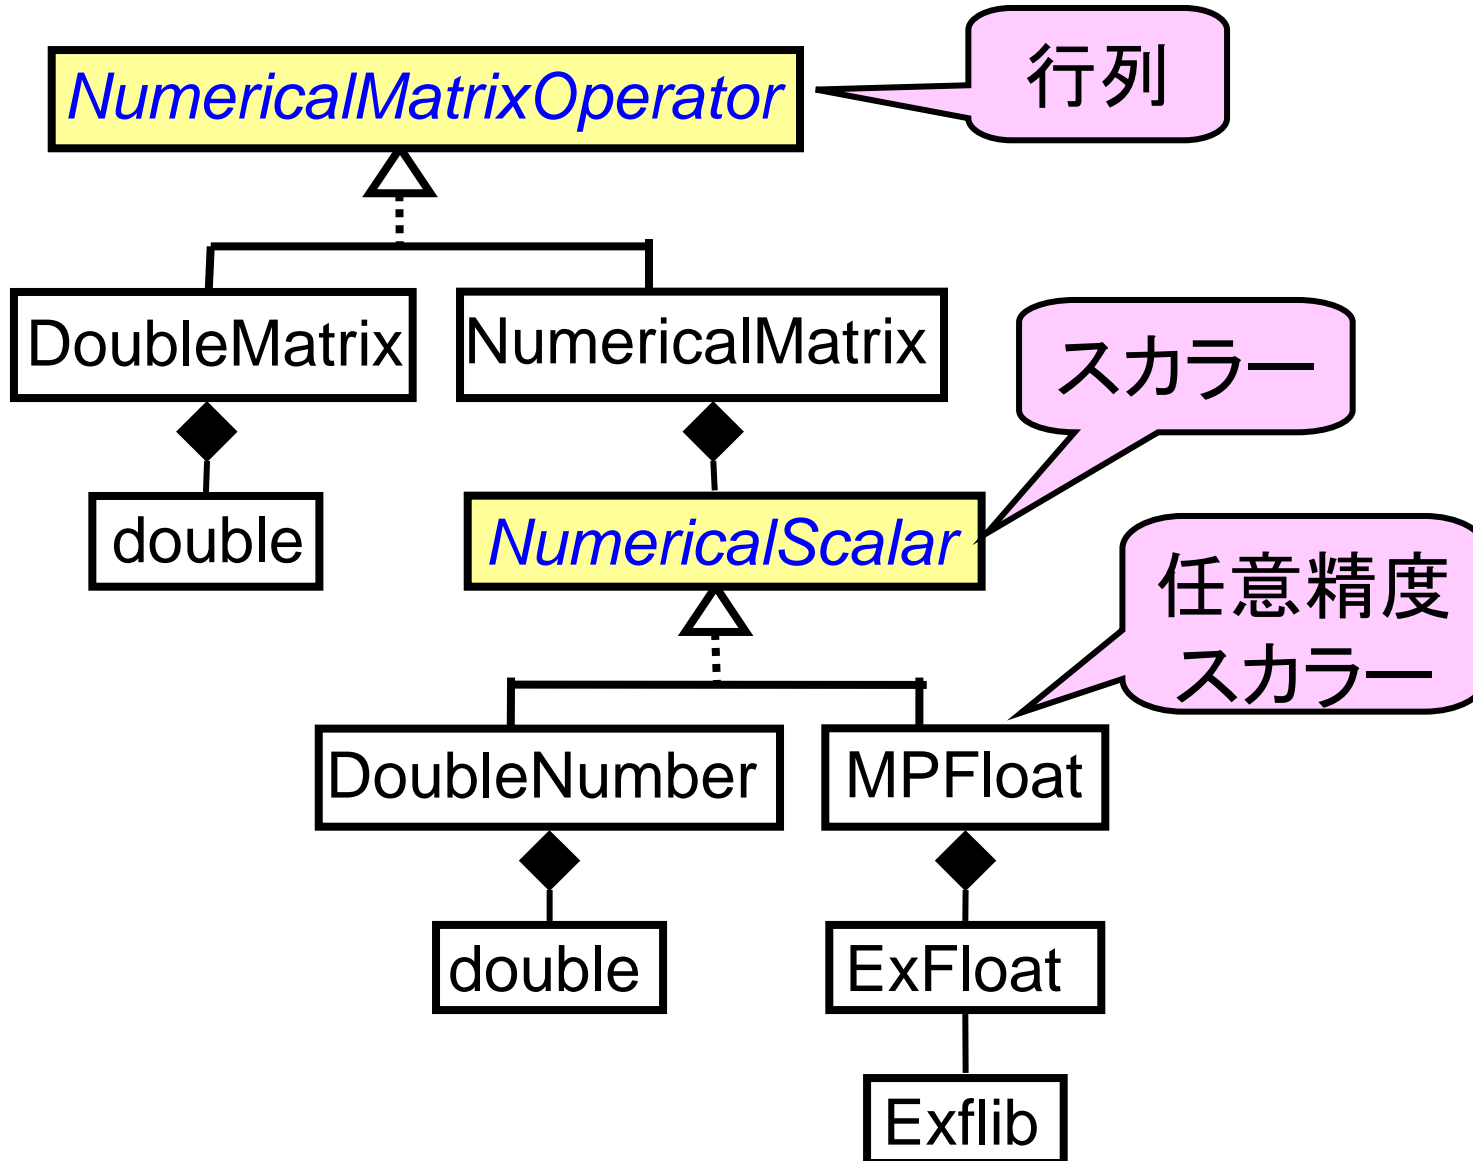 NumericalMatrixOperator
行列
DoubleMatrix
NumericalMatrix
スカラー
double
NumericalScalar
任意精度
スカラー
DoubleNumber
MPFloat
double
ExFloat
Exflib